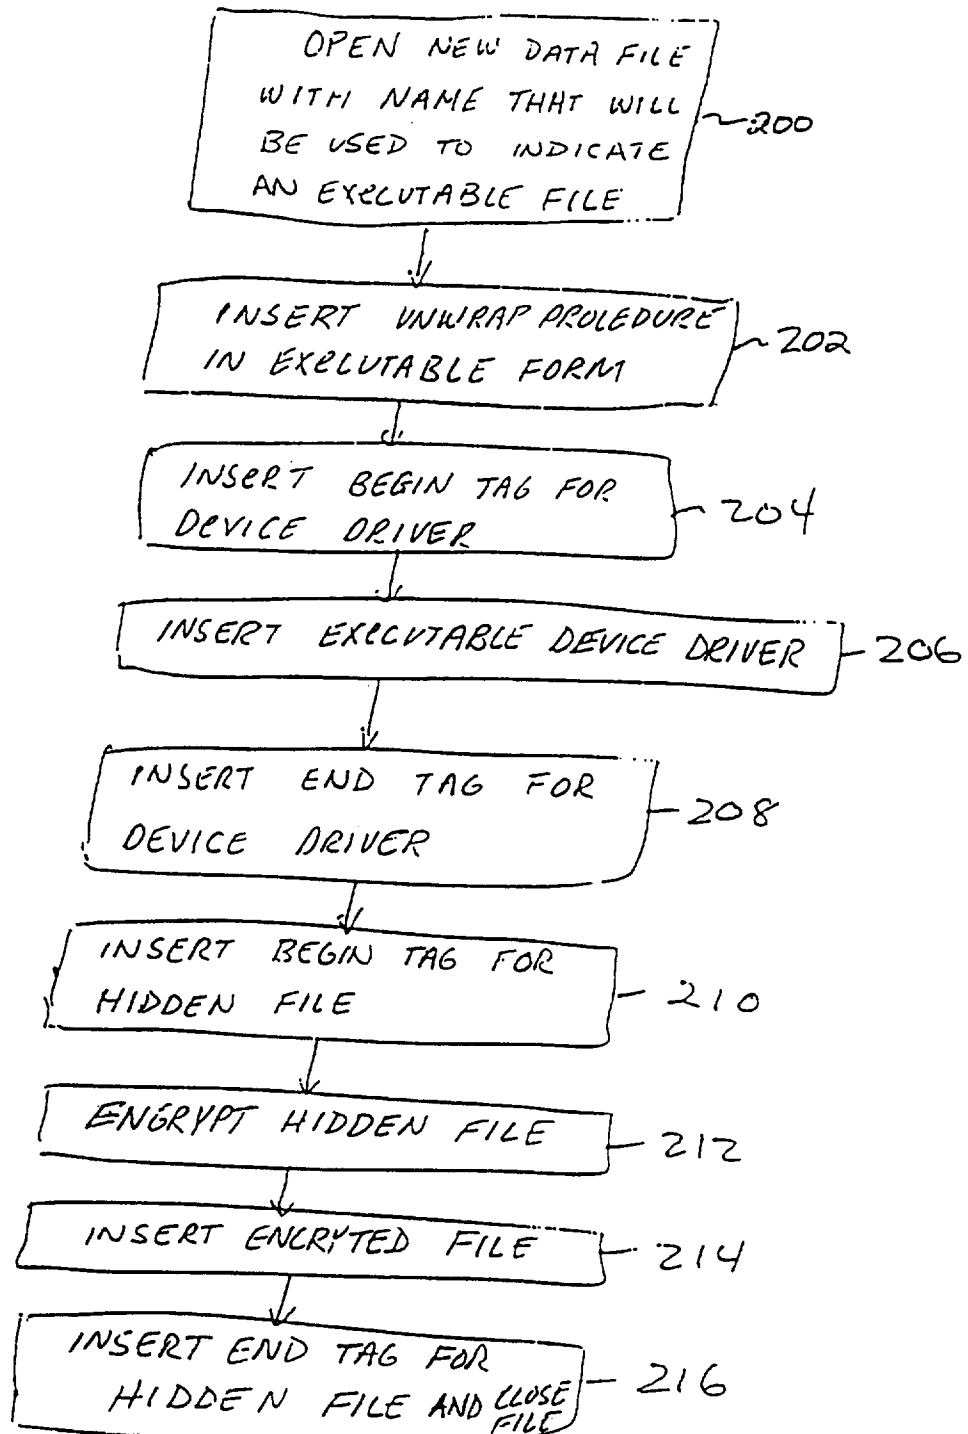 OPEN NEW DATA FILE
WITH NAME THAT WILL
BE USED TO INDICATE
AN EXECUTABLE FILE
200
INSERT UNWRAP PROCEDURE
IN EXECUTABLE FORM
202
INSERT BEGIN TAG FOR
DEVICE DRIVER
204
INSERT EXECUTABLE DEVICE DRIVER
206
INSERT END TAG FOR
DEVICE DRIVER
208
INSERT BEGIN TAG FOR
HIDDEN FILE
210
ENCRYPT HIDDEN FILE
212
INSERT ENCRYTED FILE
214
INSERT END TAG FOR
HIDDEN FILE AND CLOSE
FILE
216